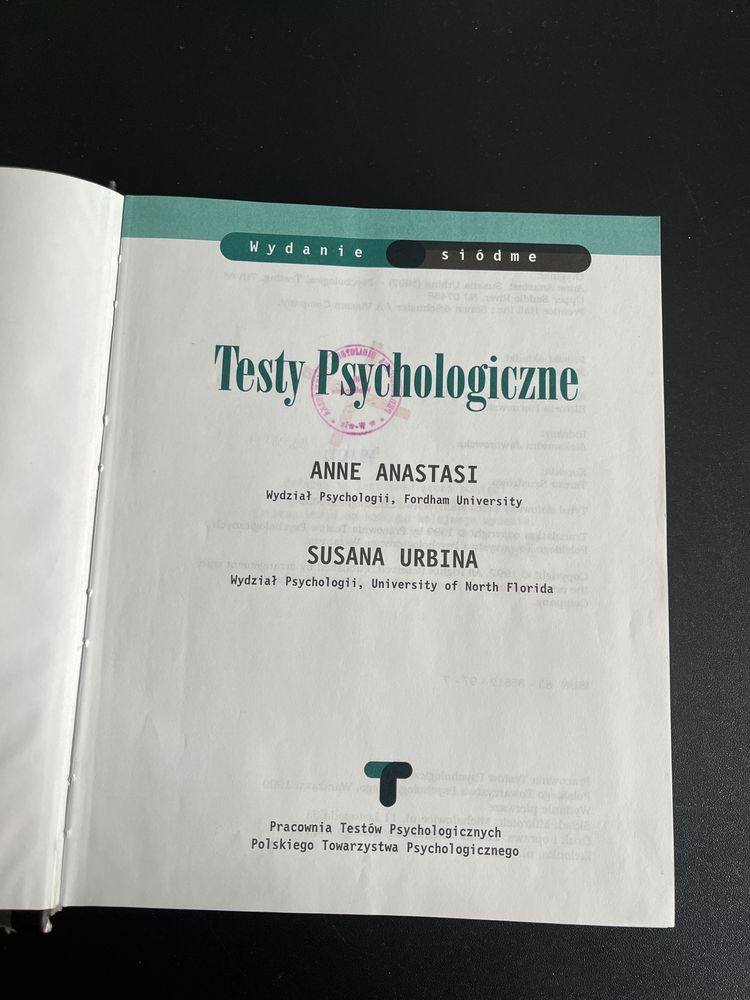 Wydanie siódme
Testy Psychologiczne
ANNE ANASTASI
Wydział Psychologii, Fordham University
SUSANA URBINA
Wydział Psychologii, University of North Florida
Pracownia Testów Psychologicznych
Polskiego Towarzystwa Psychologicznego